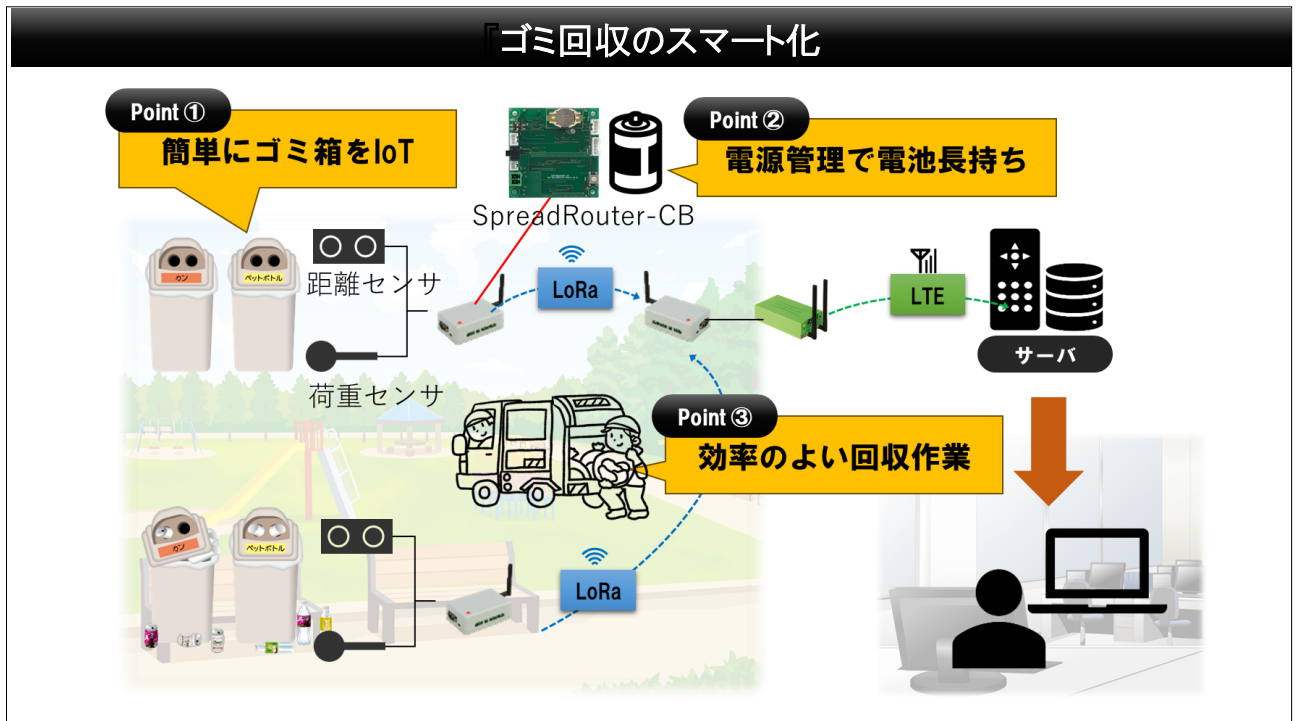 『ゴミ回収のスマート化
Point ①
簡単にゴミ箱をIoT
Point ②
電源管理で電池長持ち
SpreadRouter-CB
カン
ペットボトル
距離センサ
荷重センサ
LoRa
LTE
サーバ
Point ③
効率のよい回収作業
カン
ペットボトル
LoRa